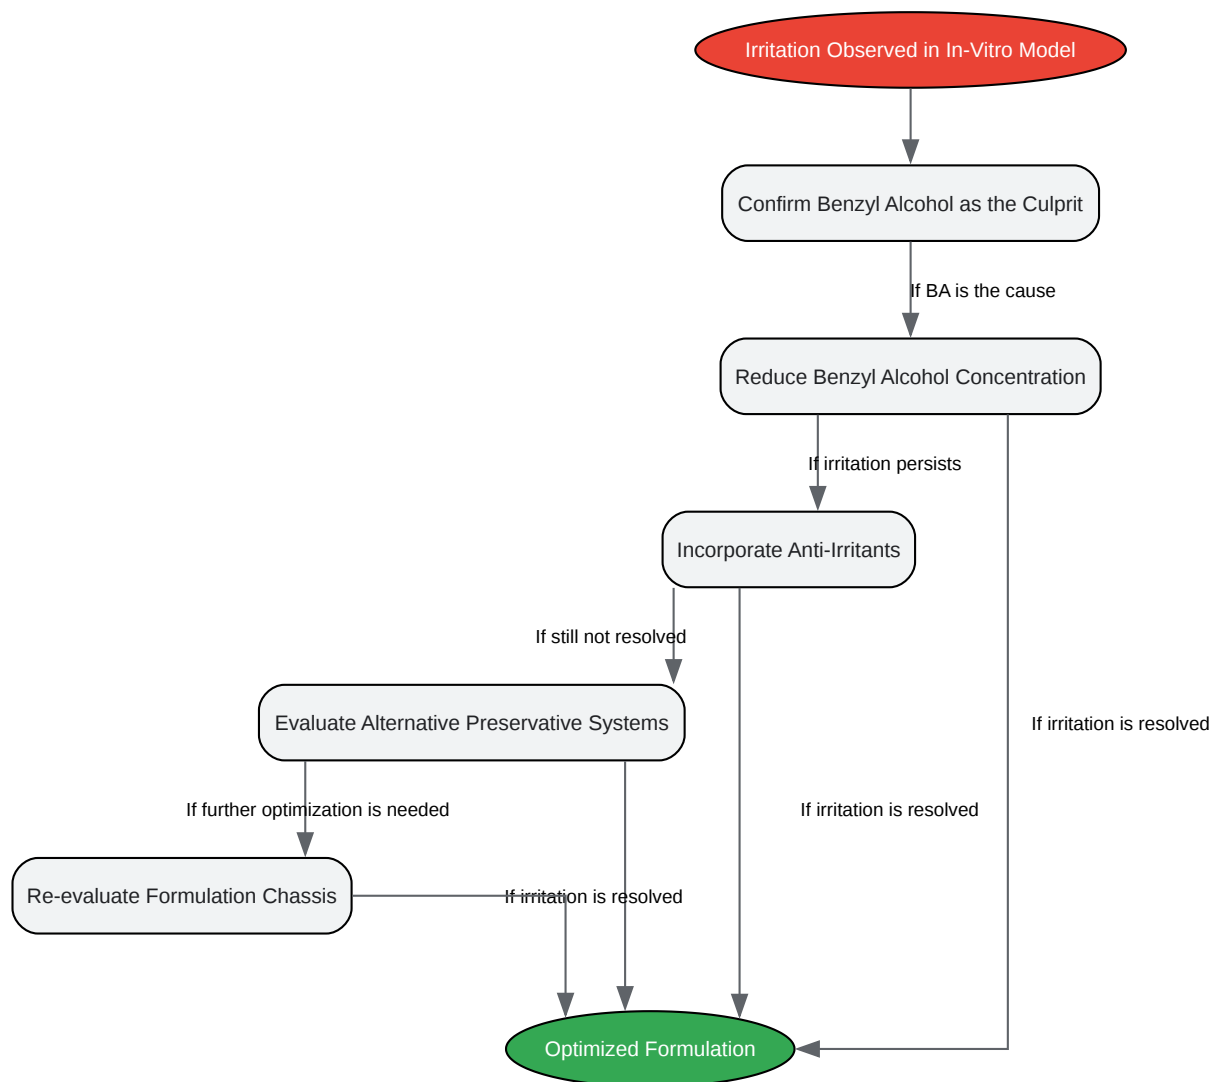 Irritation Observed in In-Vitro Model
Confirm Benzyl Alcohol as the Culprit
If BA is the cause
Reduce Benzyl Alcohol Concentration
If irritation persists
Incorporate Anti-Irritants
If still not resolved
Evaluate Alternative Preservative Systems
If irritation is resolved
If further optimization is needed
If irritation is resolved
Re-evaluate Formulation Chassis
If irritation is resolved
Optimized Formulation